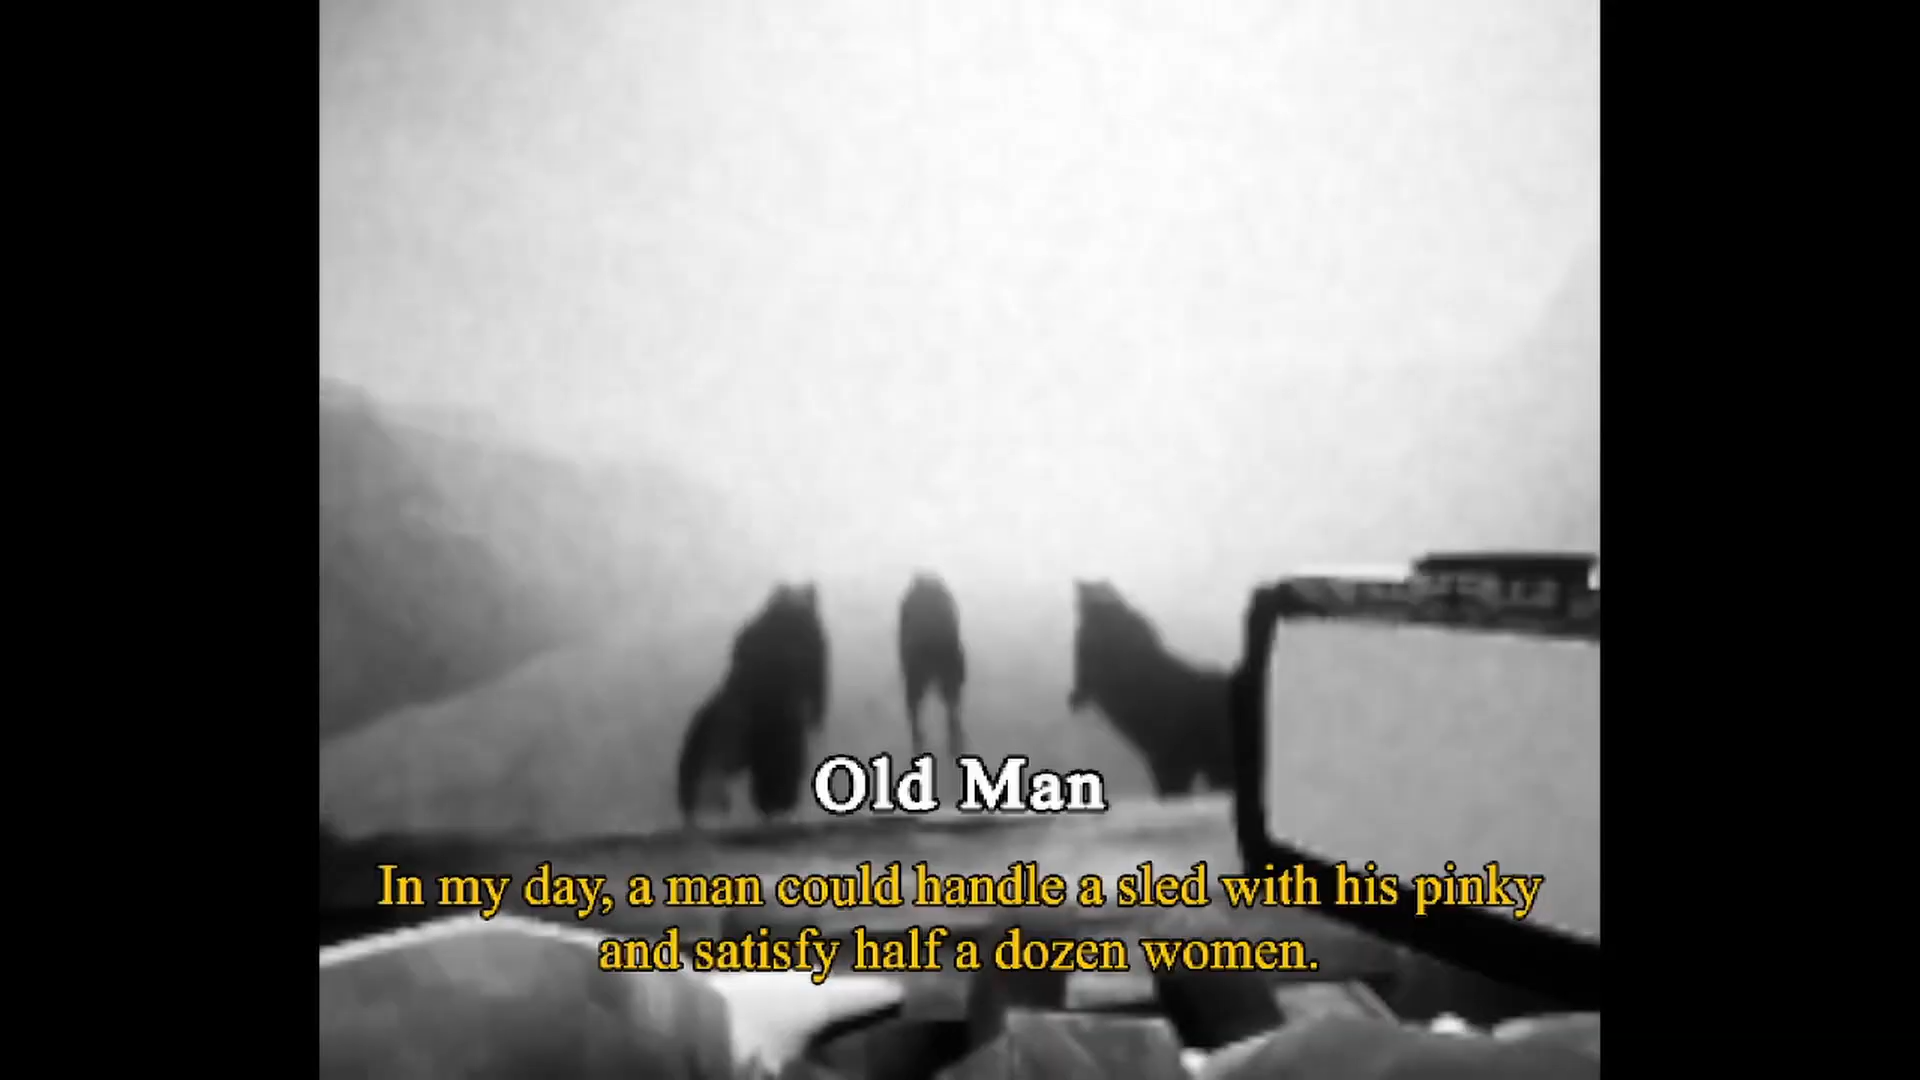 Old Man
In my day, a man could handle a sled with his pinky
and satisfy half a dozen women.